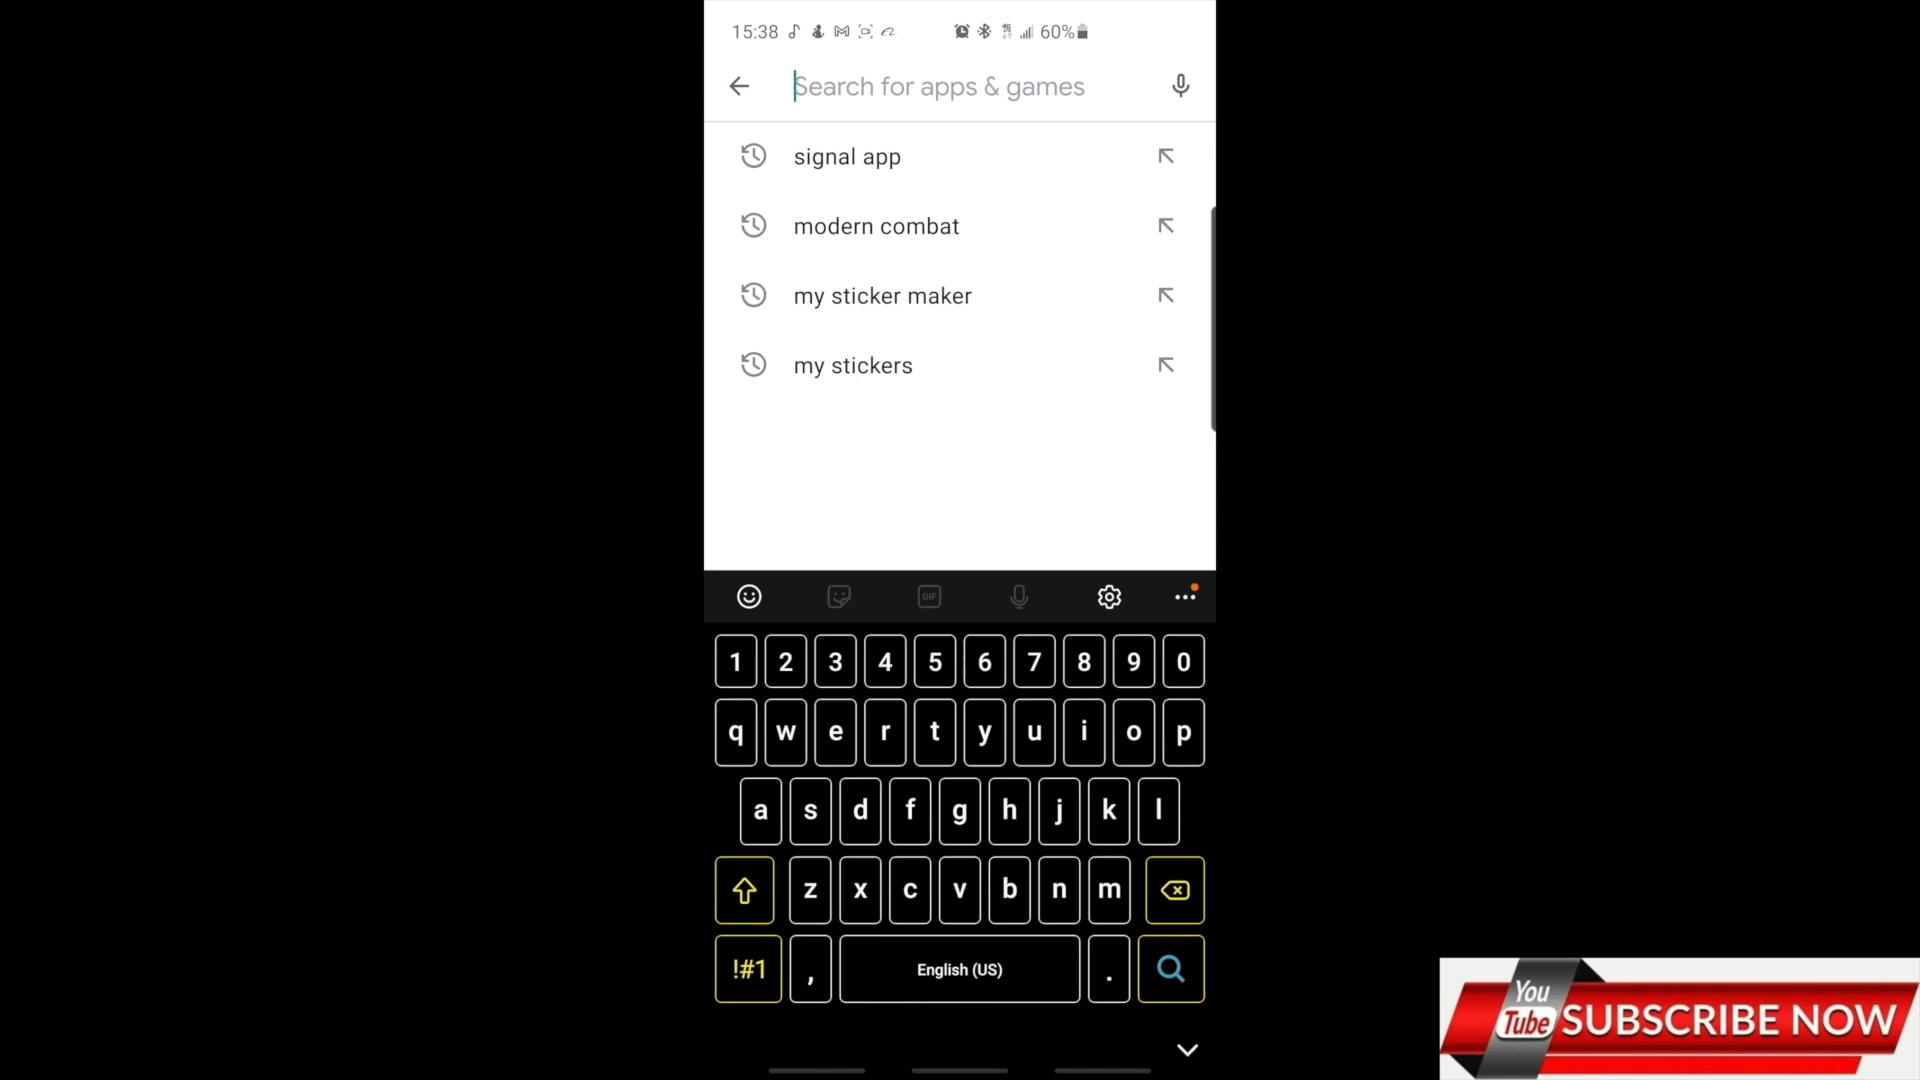 15:38 60%
Search for apps & games
signal app
modern combat
my sticker maker
my stickers
GIF
1 2 3 4 5 6 7 8 9 0
q w e r t y u i o p
a s d f g h j k l
z x c v b n m
!#1 , English (US) .
You
Tube SUBSCRIBE NOW